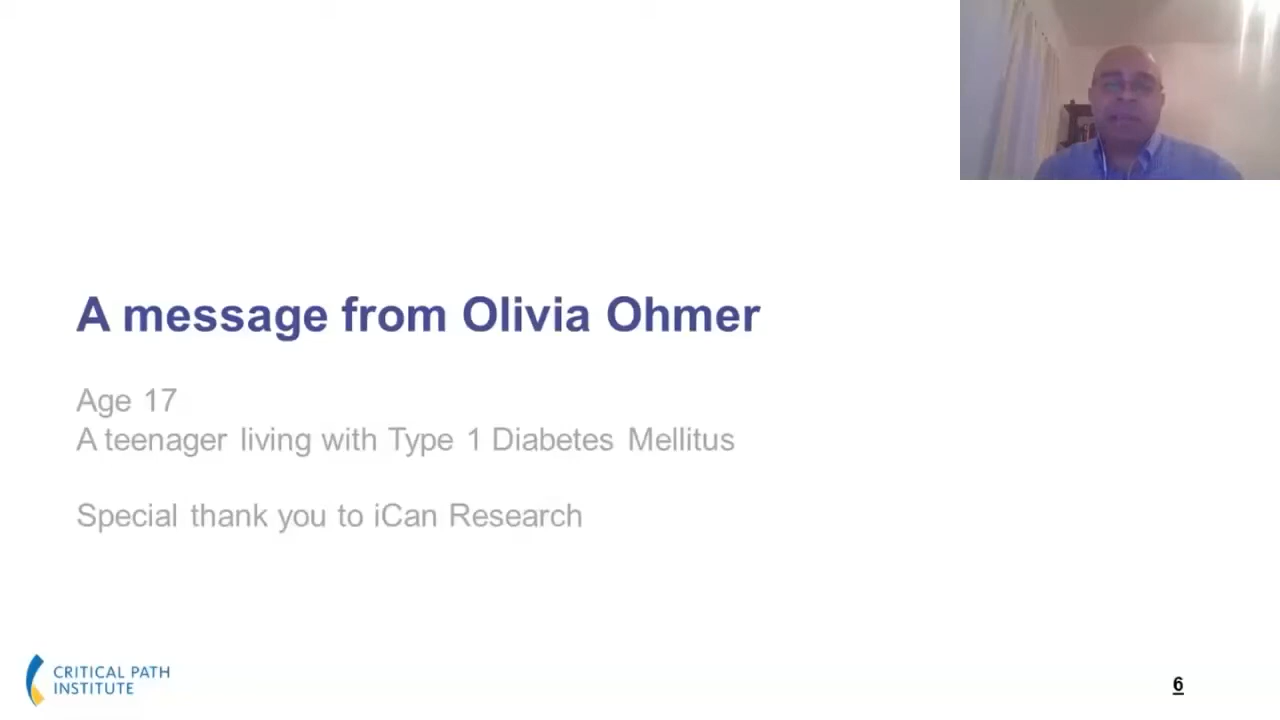 A message from Olivia Ohmer
Age 17
A teenager living with Type 1 Diabetes Mellitus
Special thank you to iCan Research
CRITICAL PATH
INSTITUTE
6